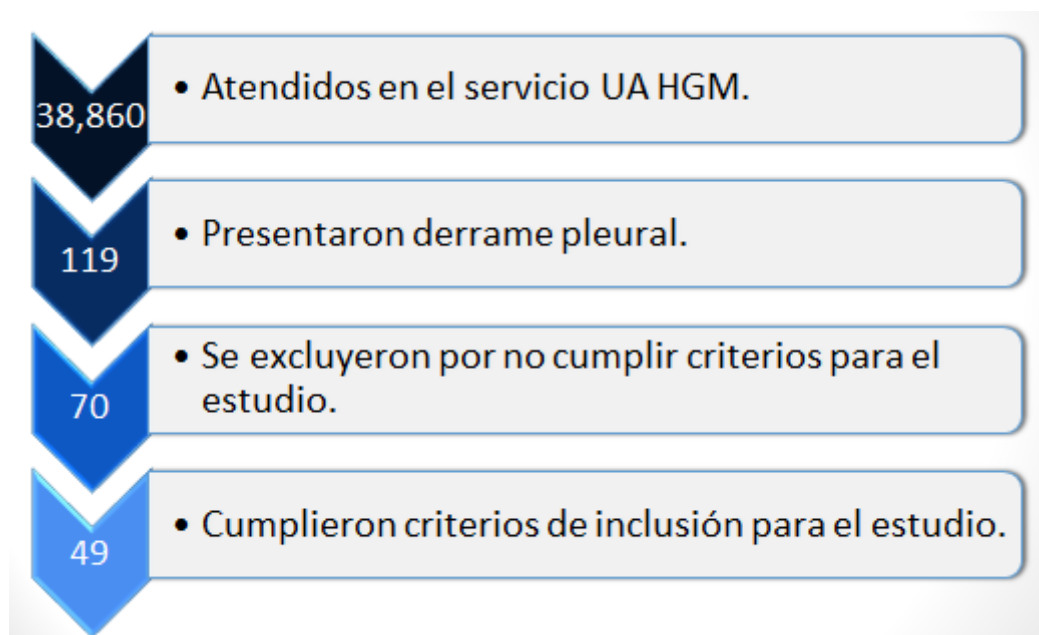 38,860
• Atendidos en el servicio UA HGM.
119
• Presentaron derrame pleural.
70
• Se excluyeron por no cumplir criterios para el
estudio.
49
• Cumplieron criterios de inclusión para el estudio.